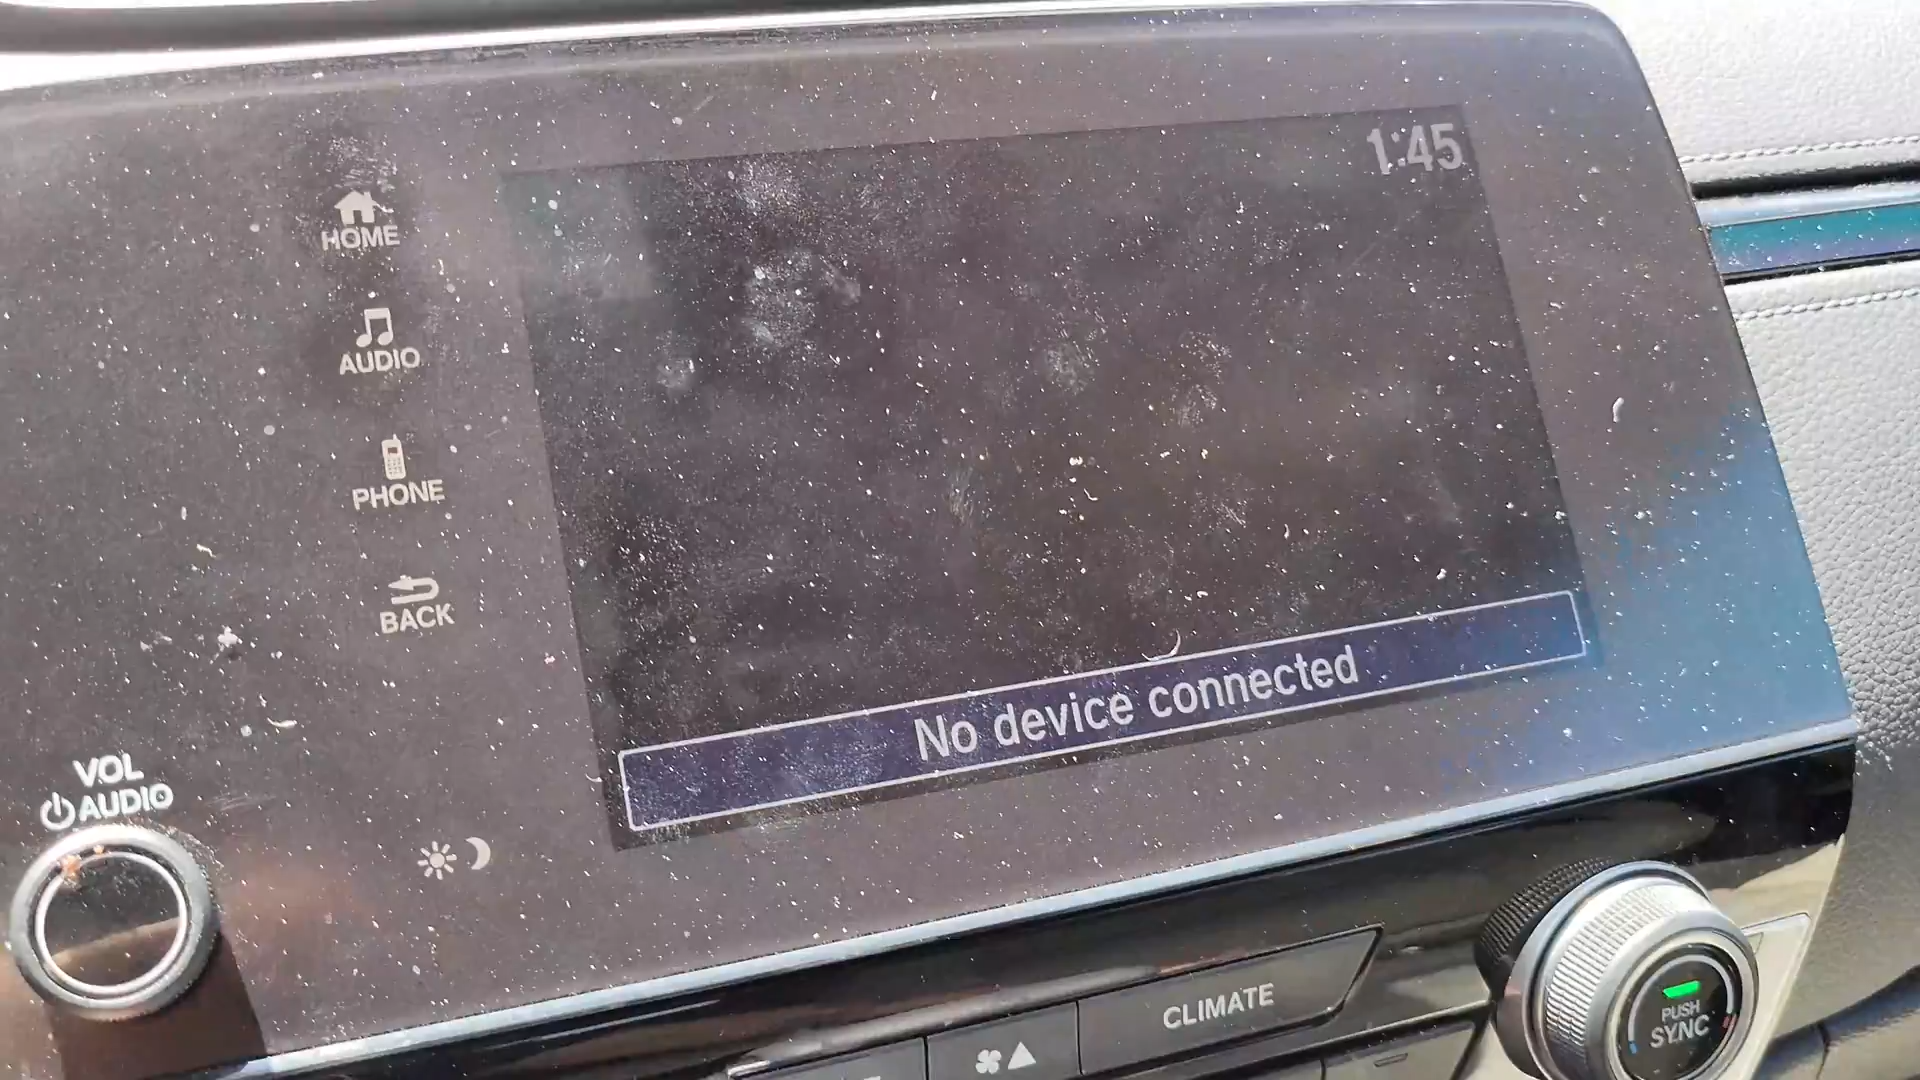 1:45
HOME
AUDIO
PHONE
BACK
No device connected
VOL
AUDIO
CLIMATE
PUSH
SYNC